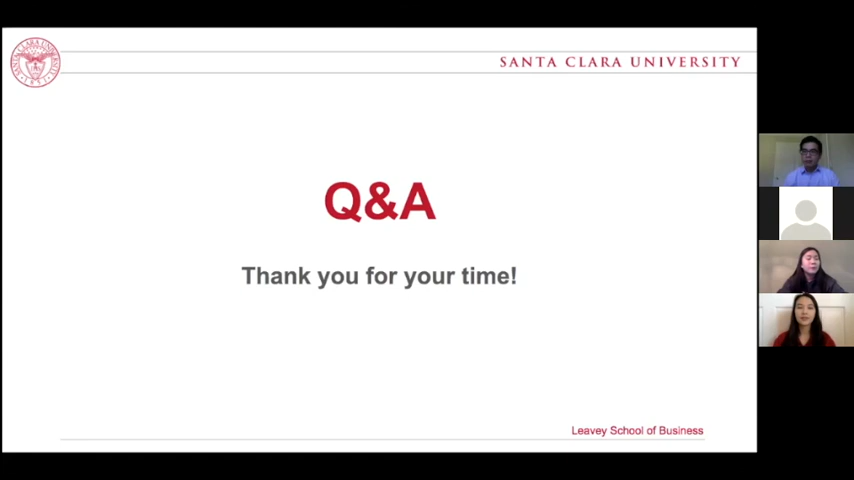 SANTA CLARA UNIVERSITY
Q&A
Thank you for your time!
Leavey School of Business